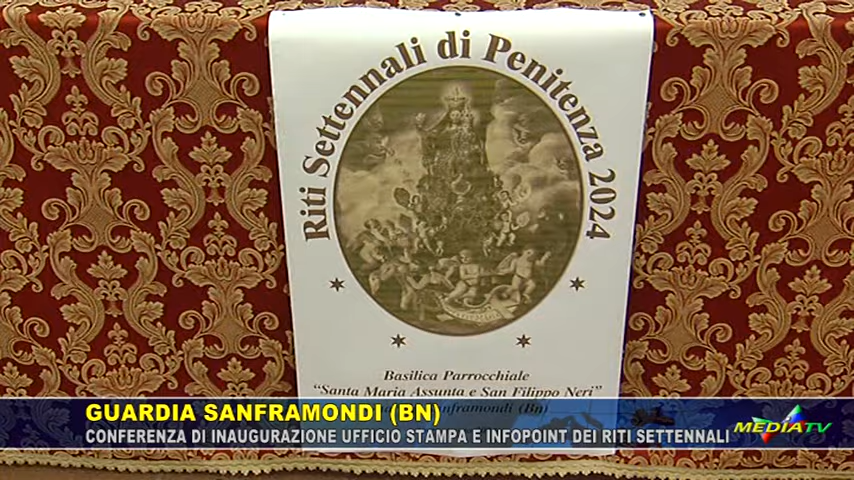 Riti Settennali di Penitenza 2024
Basilica Parrocchiale
"Santa Maria Assunta e San Filippo Neri"
Sanframondi (Bn)
GUARDIA SANFRAMONDI (BN)
CONFERENZA DI INAUGURAZIONE UFFICIO STAMPA E INFOPOINT DEI RITI SETTENNALI
MEDIATV